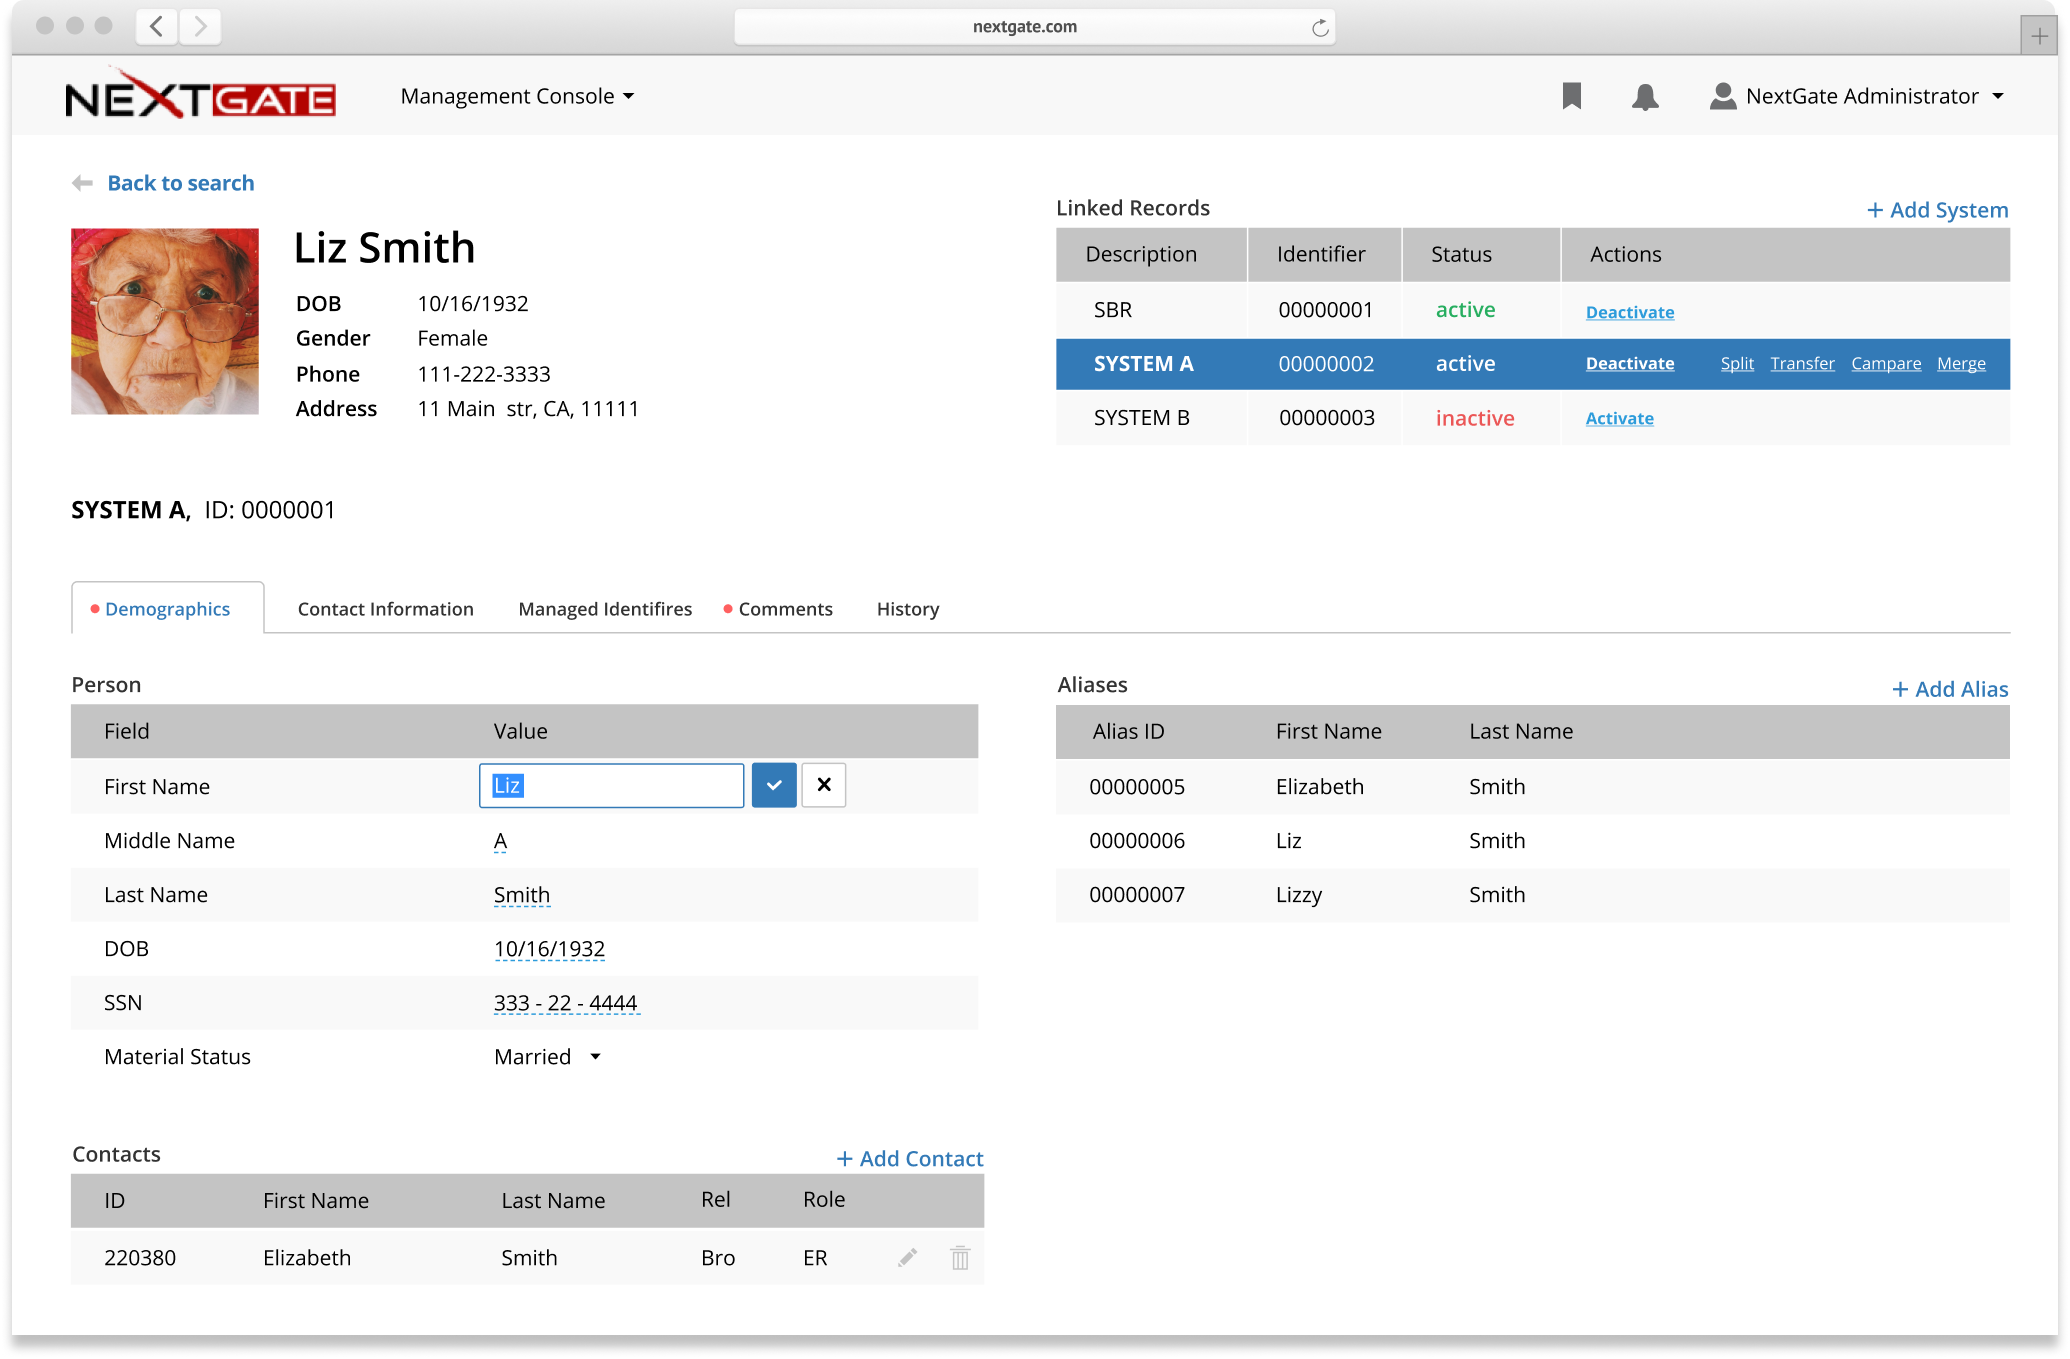 nextgate.com
NEXTGATE
Management Console
NextGate Administrator
Back to search
Liz Smith
DOB 10/16/1932
Gender Female
Phone 111-222-3333
Address 11 Main str, CA, 11111
Linked Records
+ Add System
Description Identifier Status Actions
SBR 00000001 active Deactivate
SYSTEM A 00000002 active Deactivate Split Transfer Campare Merge
SYSTEM B 00000003 inactive Activate
SYSTEM A, ID: 0000001
Demographics Contact Information Managed Identifires Comments History
Person
Field Value
First Name Liz
Middle Name A
Last Name Smith
DOB 10/16/1932
SSN 333 - 22 - 4444
Material Status Married
Aliases
+ Add Alias
Alias ID First Name Last Name
00000005 Elizabeth Smith
00000006 Liz Smith
00000007 Lizzy Smith
Contacts
+ Add Contact
ID First Name Last Name Rel Role
220380 Elizabeth Smith Bro ER